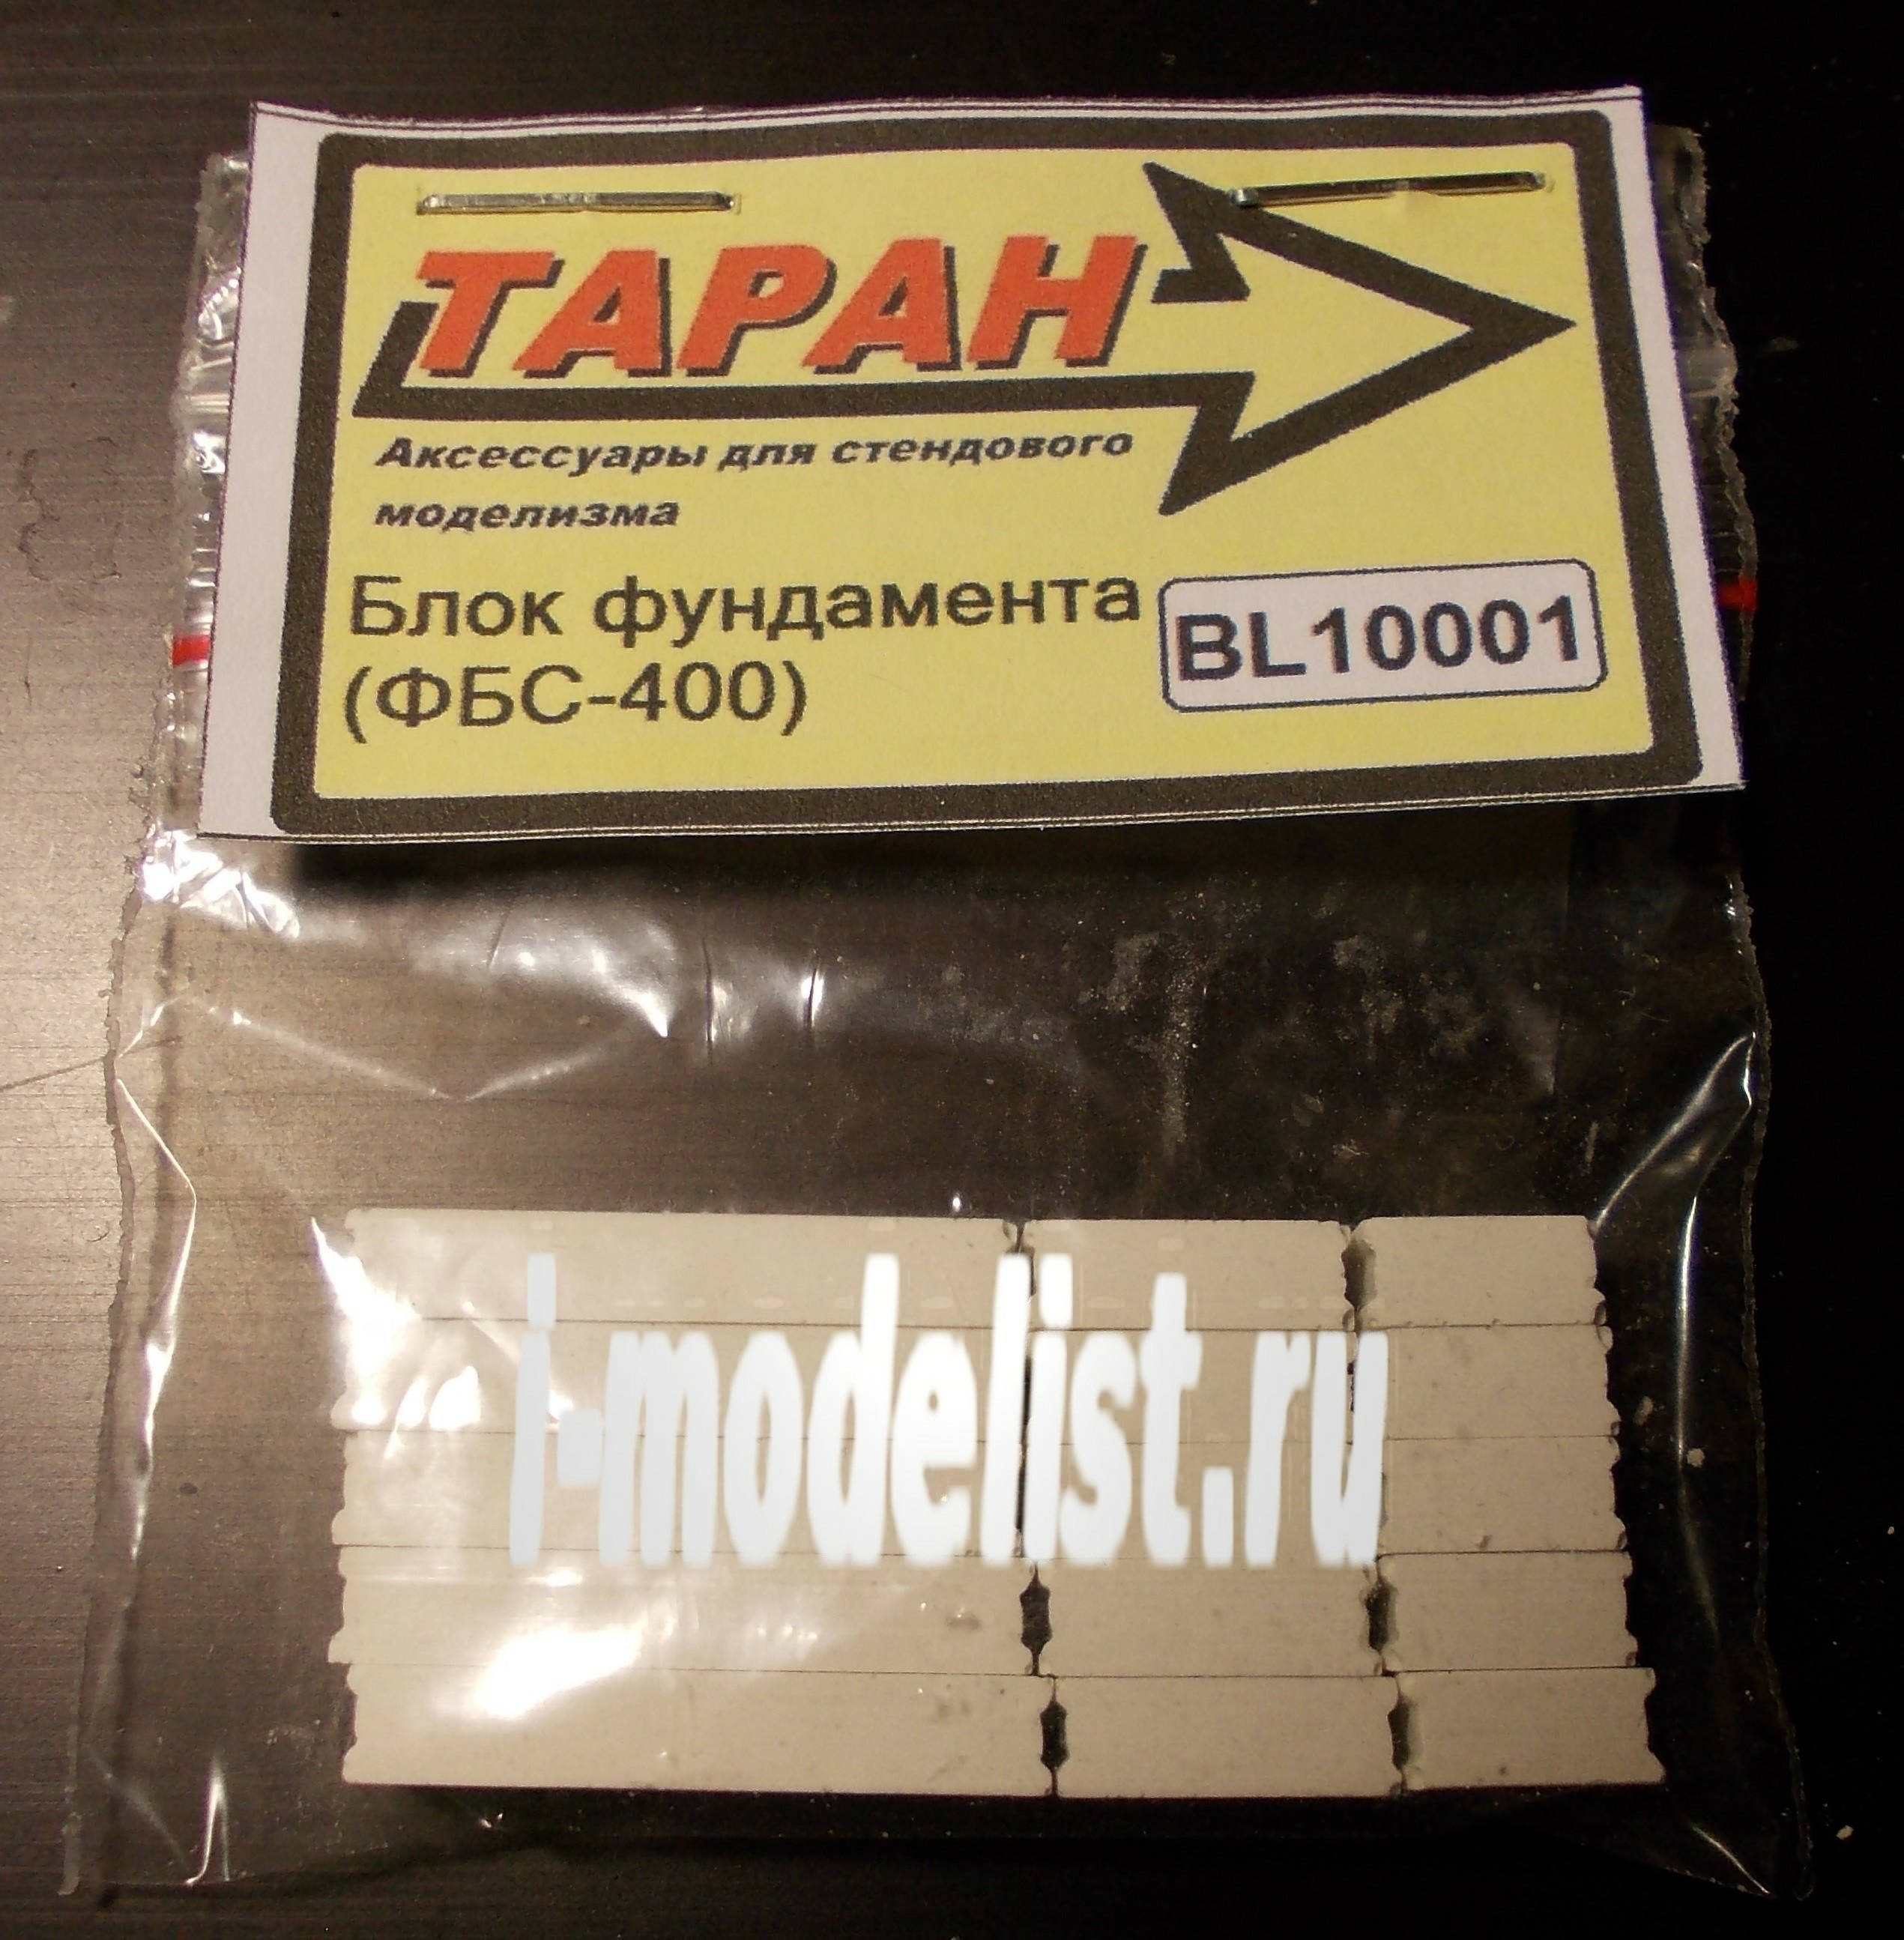 ТАРАН
Аксессуары для стендового
моделизма
Блок фундамента
(ФБС-400)
BL10001
i-modelist.ru